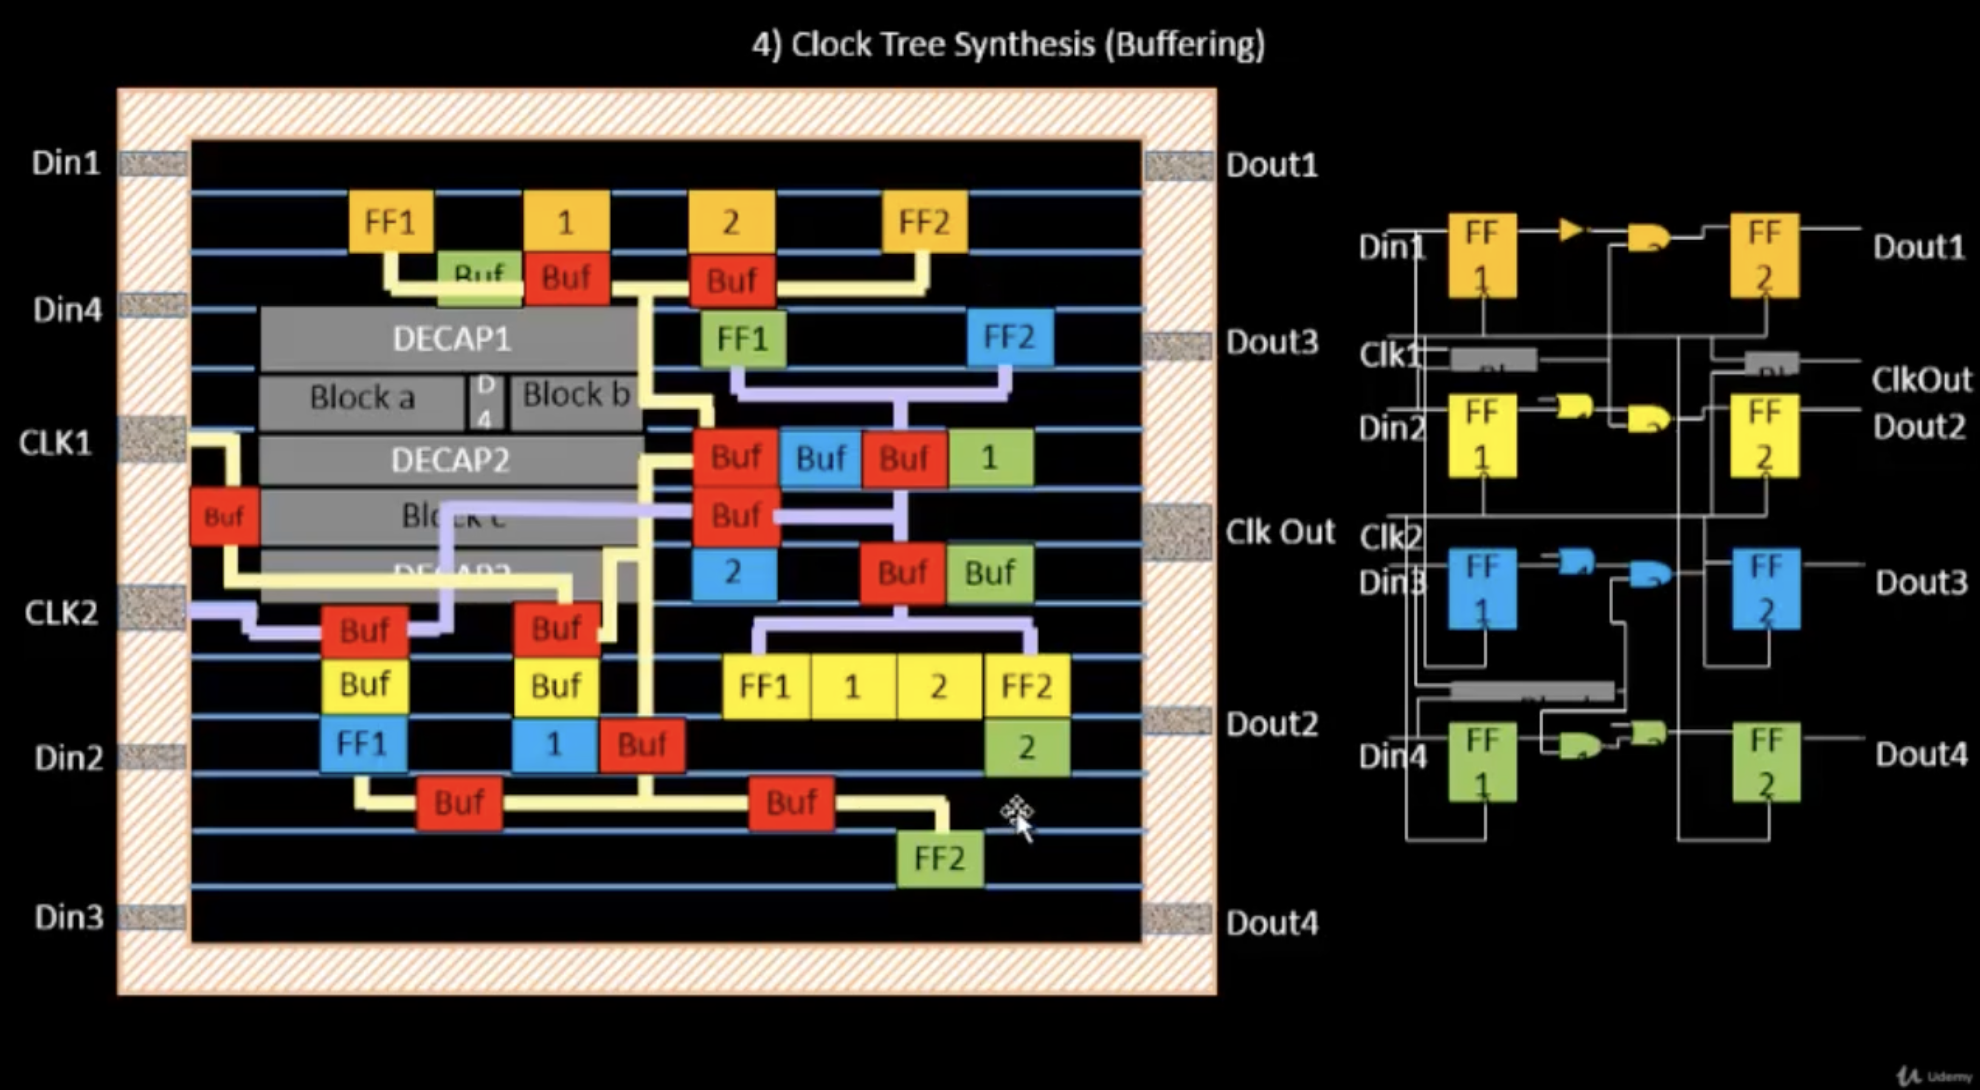 4) Clock Tree Synthesis (Buffering)
Din1
Dout1
FF1
1
2
FF2
Buf
Buf
Buf
Din4
DECAP1
FF1
FF2
Dout3
Block a
D
4
Block b
CLK1
DECAP2
Buf
Buf
Buf
1
Buf
Block c
Buf
Clk Out
2
Buf
Buf
CLK2
Buf
Buf
Buf
Buf
FF1
1
2
FF2
Dout2
Din2
FF1
1
Buf
2
Buf
Buf
FF2
Din3
Dout4
Din1
FF
1
FF
2
Dout1
Clk1
ClkOut
Din2
FF
1
FF
2
Dout2
Clk2
Din3
FF
1
FF
2
Dout3
Din4
FF
1
FF
2
Dout4
Udemy